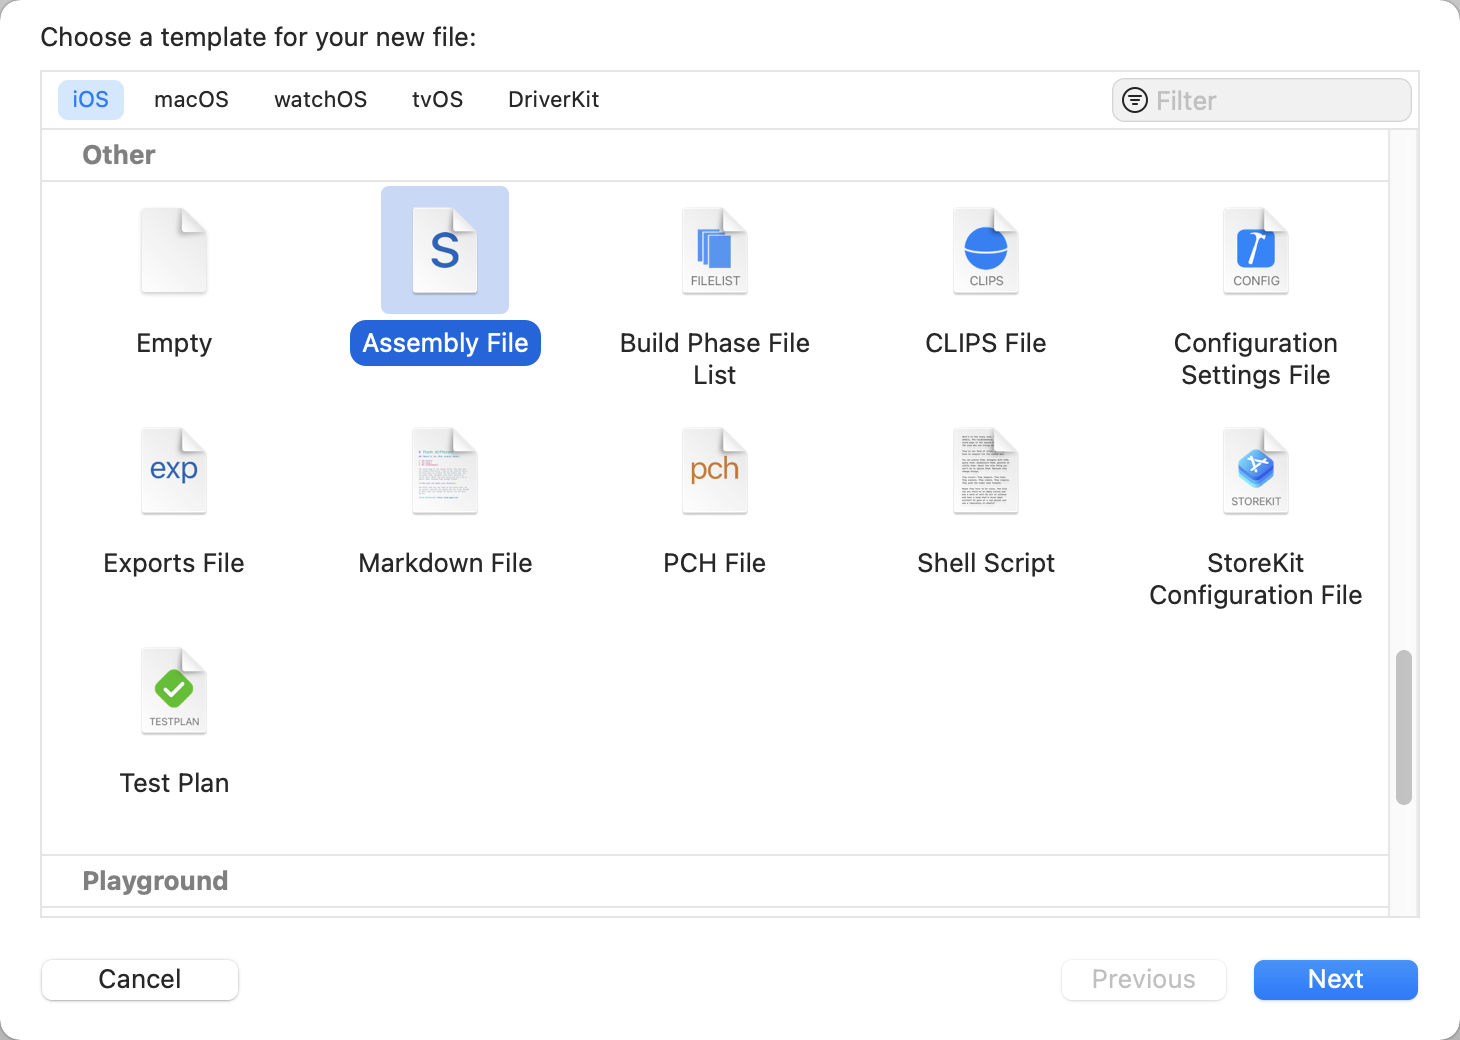 Choose a template for your new file:
iOS macOS watchOS tvOS DriverKit Filter
Other
S
FILELIST
CLIPS
CONFIG
Empty
Assembly File
Build Phase File
List
CLIPS File
Configuration
Settings File
exp
pch
STOREKIT
Exports File
Markdown File
PCH File
Shell Script
StoreKit
Configuration File
TESTPLAN
Test Plan
Playground
Cancel Previous Next